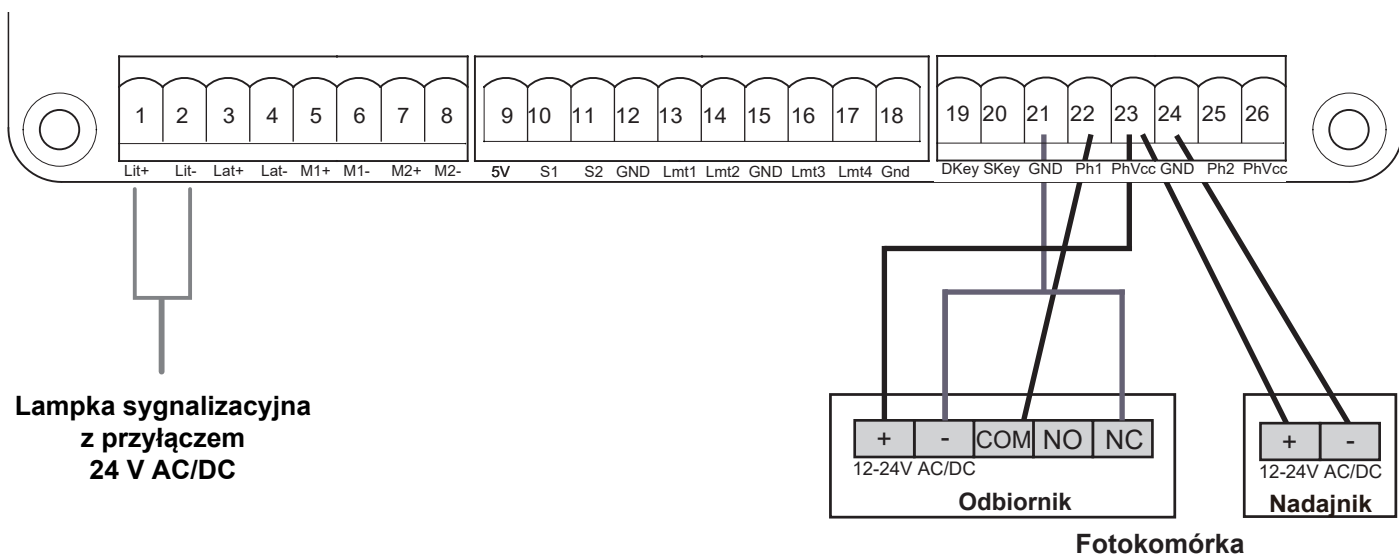 1 2 3 4 5 6 7 8 9 10 11 12 13 14 15 16 17 18 19 20 21 22 23 24 25 26
Lit+ Lit- Lat+ Lat- M1+ M1- M2+ M2- 5V S1 S2 GND Lmt1 Lmt2 GND Lmt3 Lmt4 Gnd DKey SKey GND Ph1 PhVcc GND Ph2 PhVcc
Lampka sygnalizacyjna
z przyłączem
24 V AC/DC
+ - COM NO NC
12-24V AC/DC
Odbiornik
+ -
12-24V AC/DC
Nadajnik
Fotokomórka